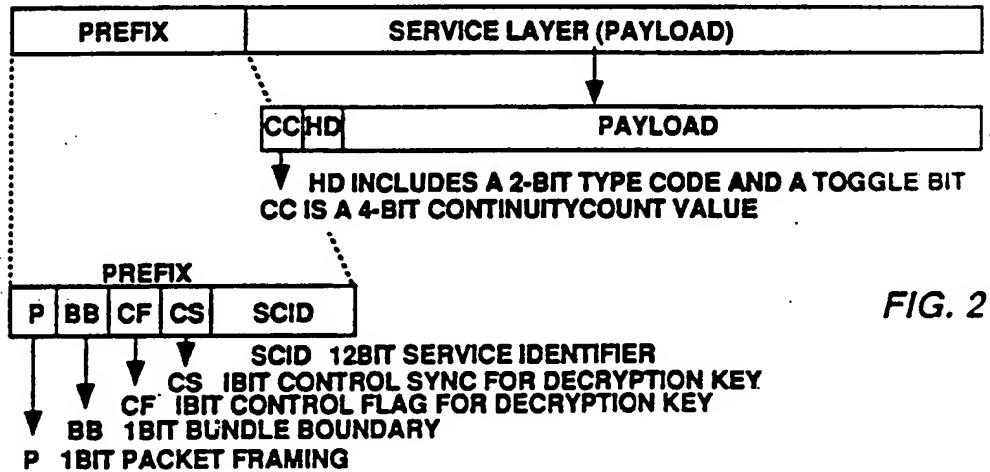 PREFIX SERVICE LAYER (PAYLOAD)
CC HD PAYLOAD
HD INCLUDES A 2-BIT TYPE CODE AND A TOGGLE BIT
CC IS A 4-BIT CONTINUITYCOUNT VALUE
PREFIX
P BB CF CS SCID
FIG. 2
SCID 12BIT SERVICE IDENTIFIER
CS IBIT CONTROL SYNC FOR DECRYPTION KEY
CF IBIT CONTROL FLAG FOR DECRYPTION KEY
BB 1BIT BUNDLE BOUNDARY
P 1BIT PACKET FRAMING